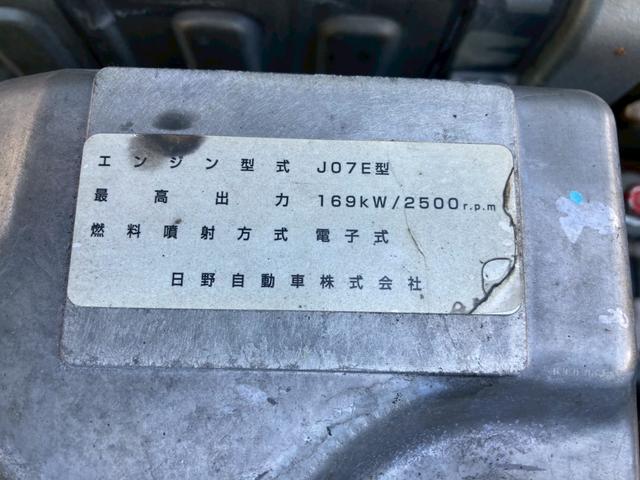 エンジン型式 J07E型
最高出力 169kW/2500r.p.m
燃料噴射方式 電子式
日野自動車株式会社